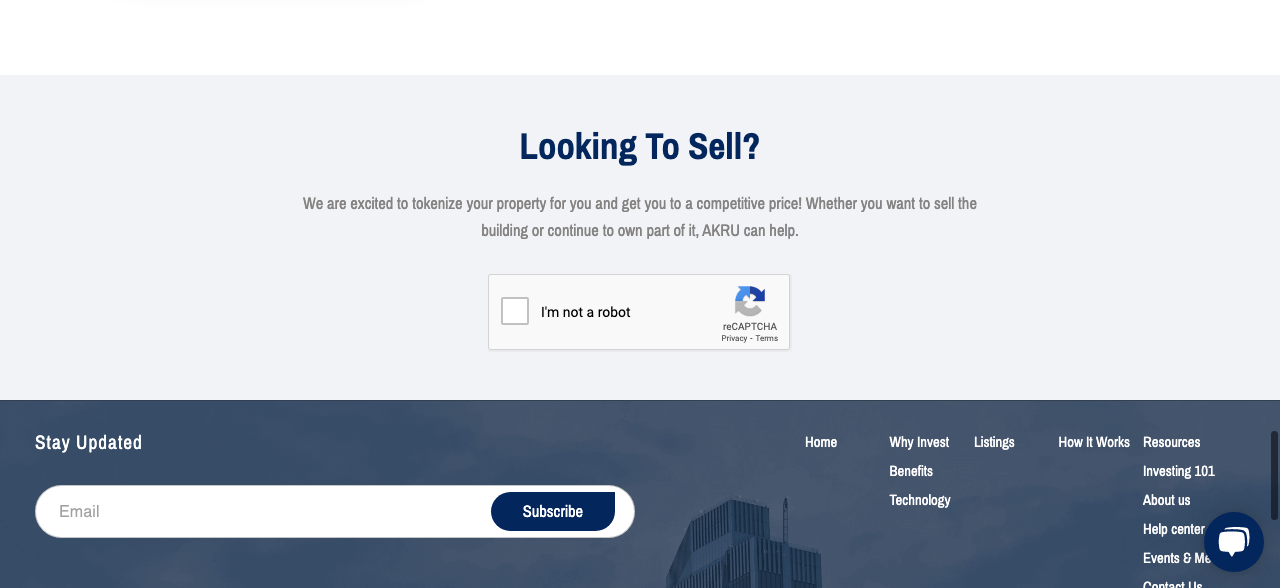 Looking To Sell?
We are excited to tokenize your property for you and get you to a competitive price! Whether you want to sell the
building or continue to own part of it, AKRU can help.
I'm not a robot
reCAPTCHA
Privacy - Terms
Stay Updated
Email
Subscribe
Home
Why Invest
Benefits
Technology
Listings
How It Works
Resources
Investing 101
About us
Help center
Events &
Contact Us